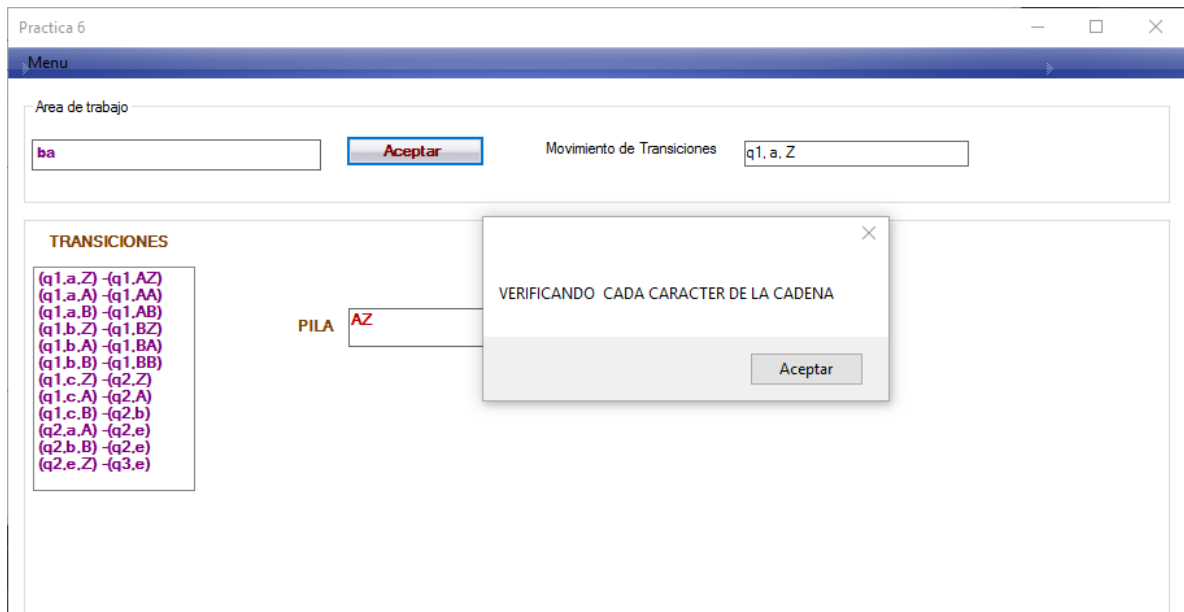 Practica 6
Menu
Area de trabajo
ba
Aceptar
Movimiento de Transiciones
q1, a, Z
TRANSICIONES
(q1,a,Z) -(q1,AZ)
(q1,a,A) -(q1,AA)
(q1,a,B) -(q1,AB)
(q1,b,Z) -(q1,BZ)
(q1,b,A) -(q1,BA)
(q1,b,B) -(q1,BB)
(q1,c,Z) -(q2,Z)
(q1,c,A) -(q2,A)
(q1,c,B) -(q2,b)
(q2,a,A) -(q2,e)
(q2,b,B) -(q2,e)
(q2,e,Z) -(q3,e)
PILA
AZ
VERIFICANDO  CADA CARACTER DE LA CADENA
Aceptar